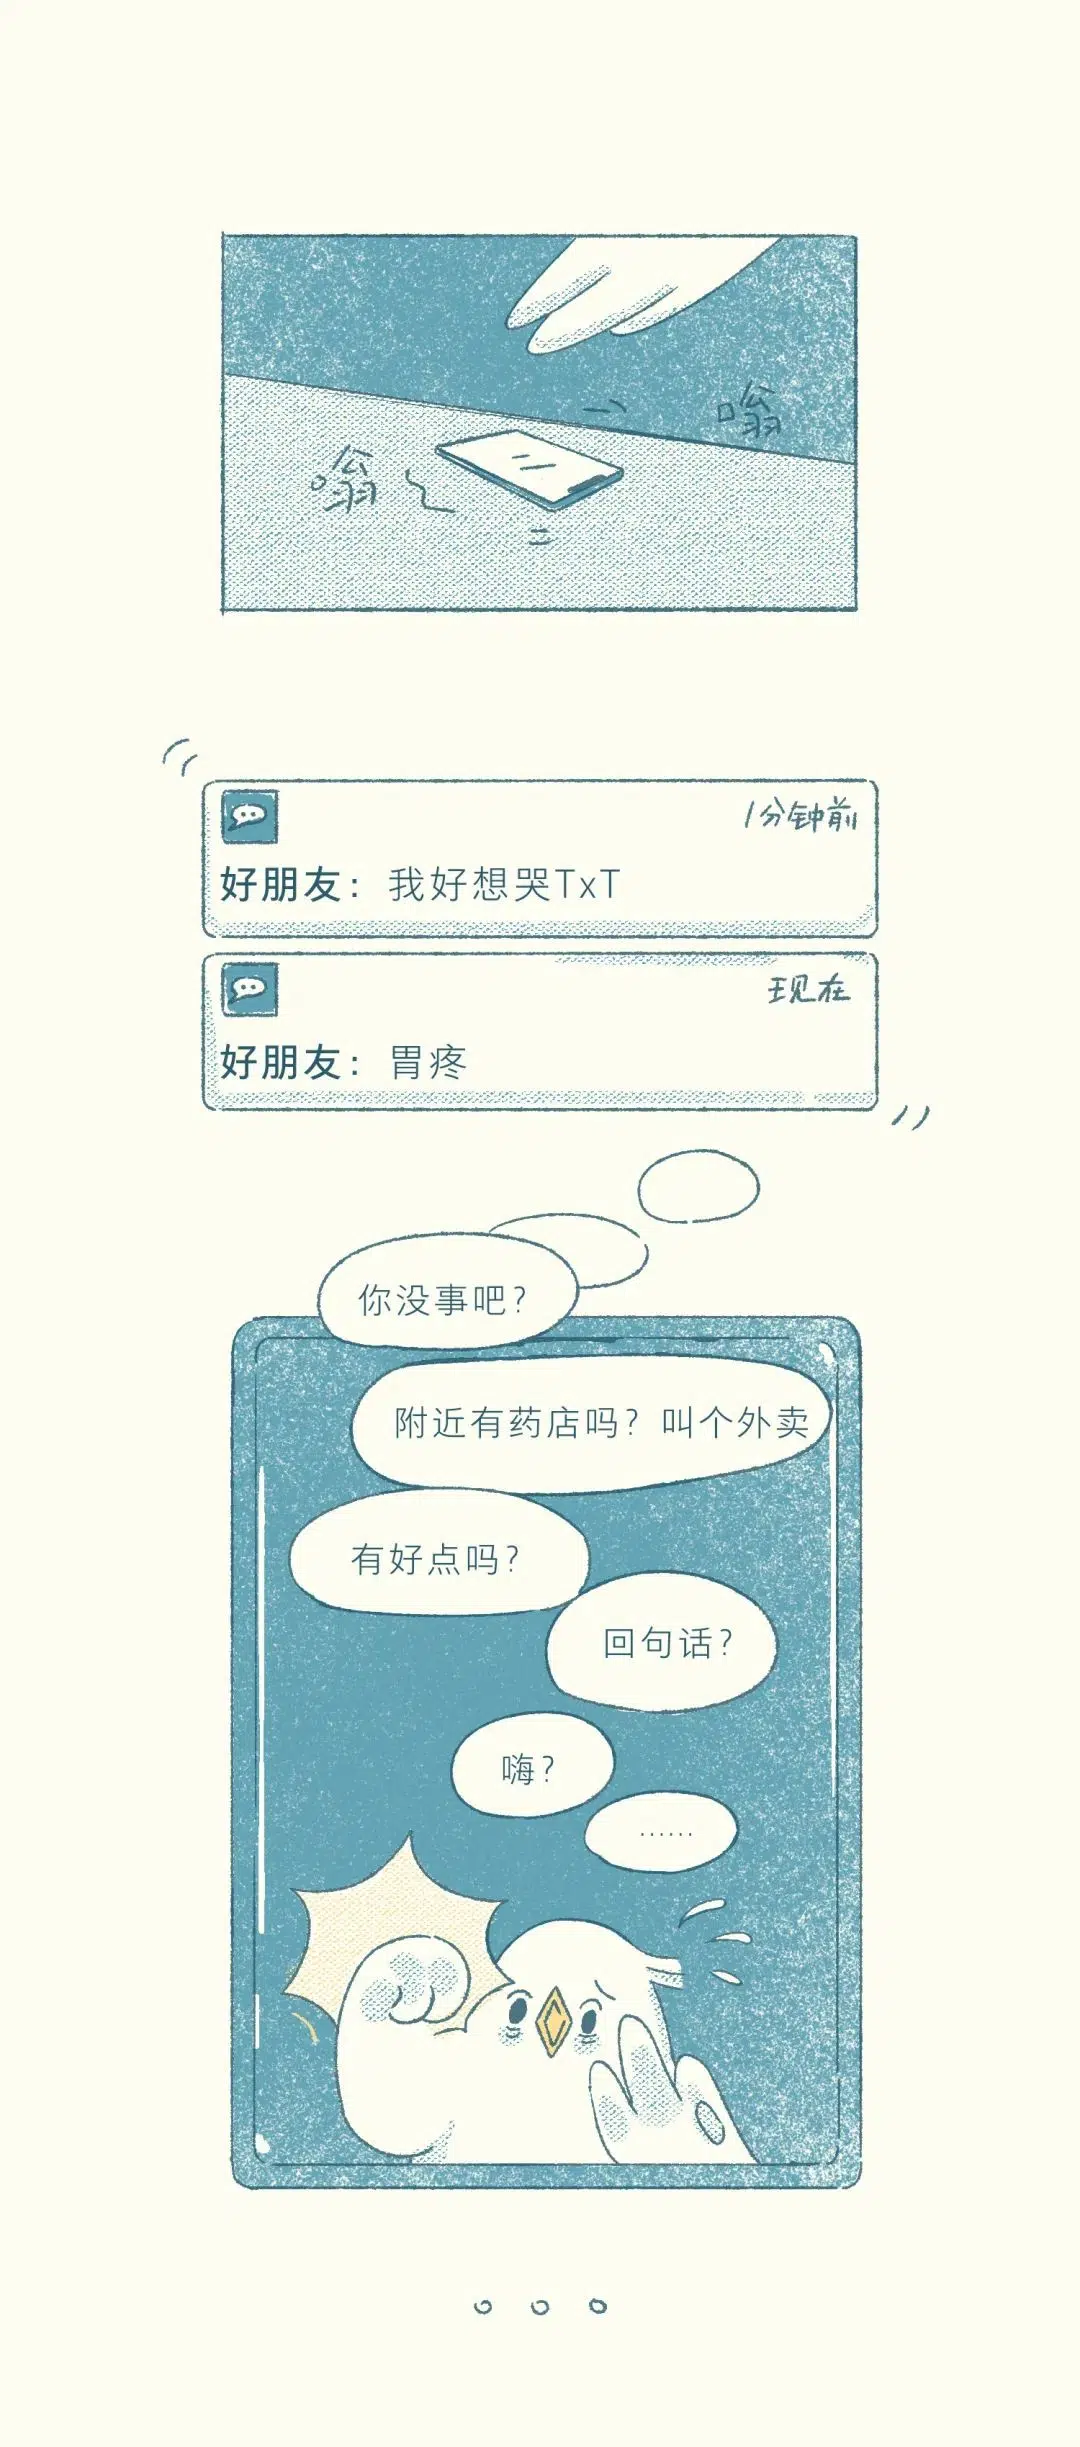 嗡
嗡
1分钟前
好朋友：我好想哭TxT
现在
好朋友：胃疼
你没事吧？
附近有药店吗？叫个外卖
有好点吗？
回句话？
嗨？
……